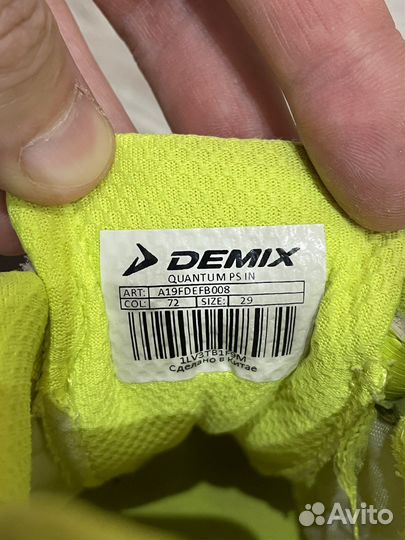 DEMIX
QUANTUM PS IN
ART: A19FDEFB008
COL: 72 SIZE: 29
Сделано в Китае
Avito